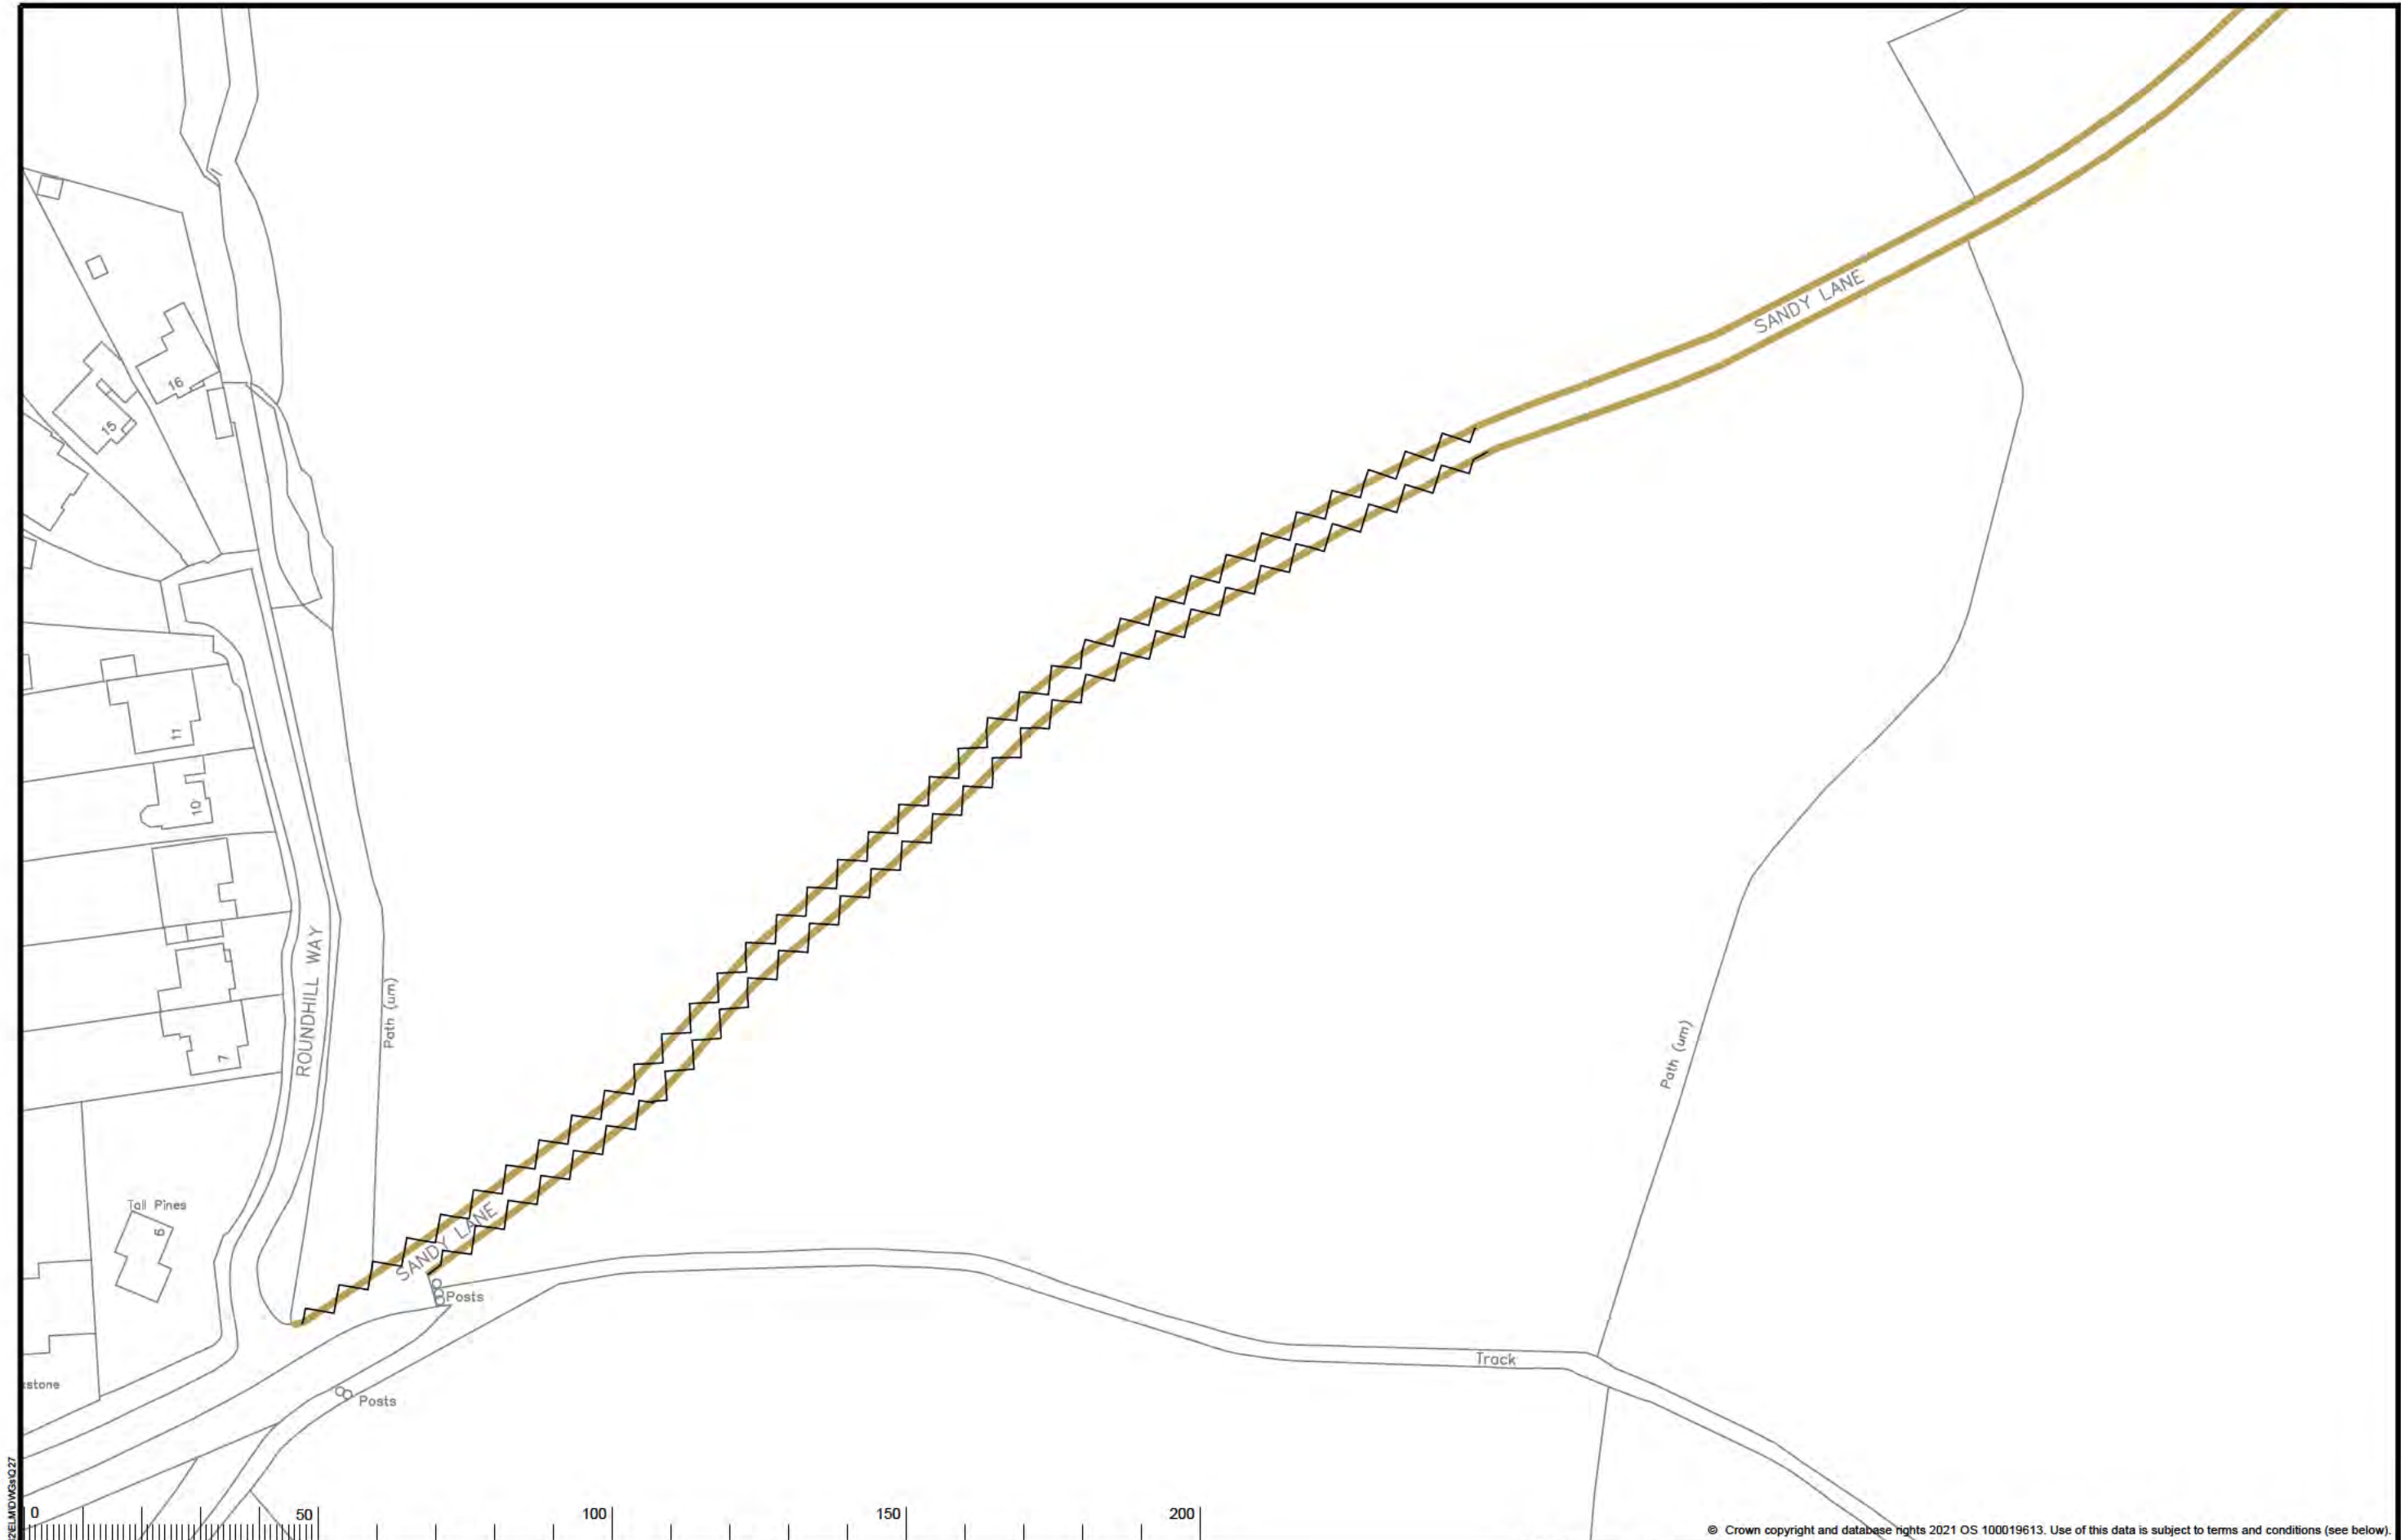 SANDY LANE
16
15
11
10
ROUNDHILL WAY
Path (um)
7
Path (um)
Tall Pines
6
SANDY LANE
Posts
Track
stone
Posts
0
50
100
150
200
© Crown copyright and database rights 2021 OS 100019613. Use of this data is subject to terms and conditions (see below).